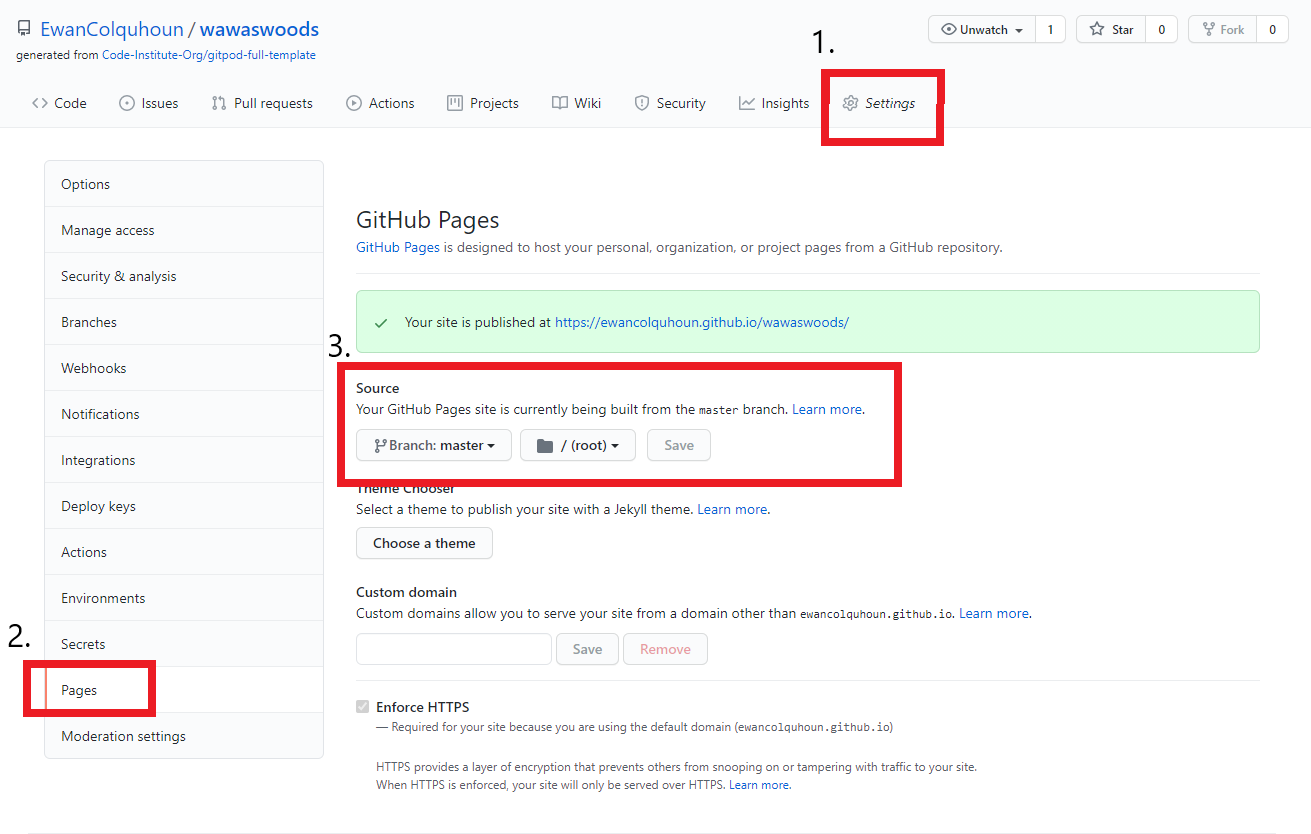 EwanColquhoun / wawaswoods
Unwatch 1 Star 0 Fork 0
generated from Code-Institute-Org/gitpod-full-template
1.
Code Issues Pull requests Actions Projects Wiki Security Insights Settings
Options
Manage access
Security & analysis
Branches
Webhooks
Notifications
Integrations
Deploy keys
Actions
Environments
Secrets
2.
Pages
Moderation settings
GitHub Pages
GitHub Pages is designed to host your personal, organization, or project pages from a GitHub repository.
Your site is published at https://ewancolquhoun.github.io/wawaswoods/
3.
Source
Your GitHub Pages site is currently being built from the master branch. Learn more.
Branch: master / (root) Save
Theme Chooser
Select a theme to publish your site with a Jekyll theme. Learn more.
Choose a theme
Custom domain
Custom domains allow you to serve your site from a domain other than ewancolquhoun.github.io. Learn more.
Save Remove
Enforce HTTPS
— Required for your site because you are using the default domain (ewancolquhoun.github.io)
HTTPS provides a layer of encryption that prevents others from snooping on or tampering with traffic to your site.
When HTTPS is enforced, your site will only be served over HTTPS. Learn more.